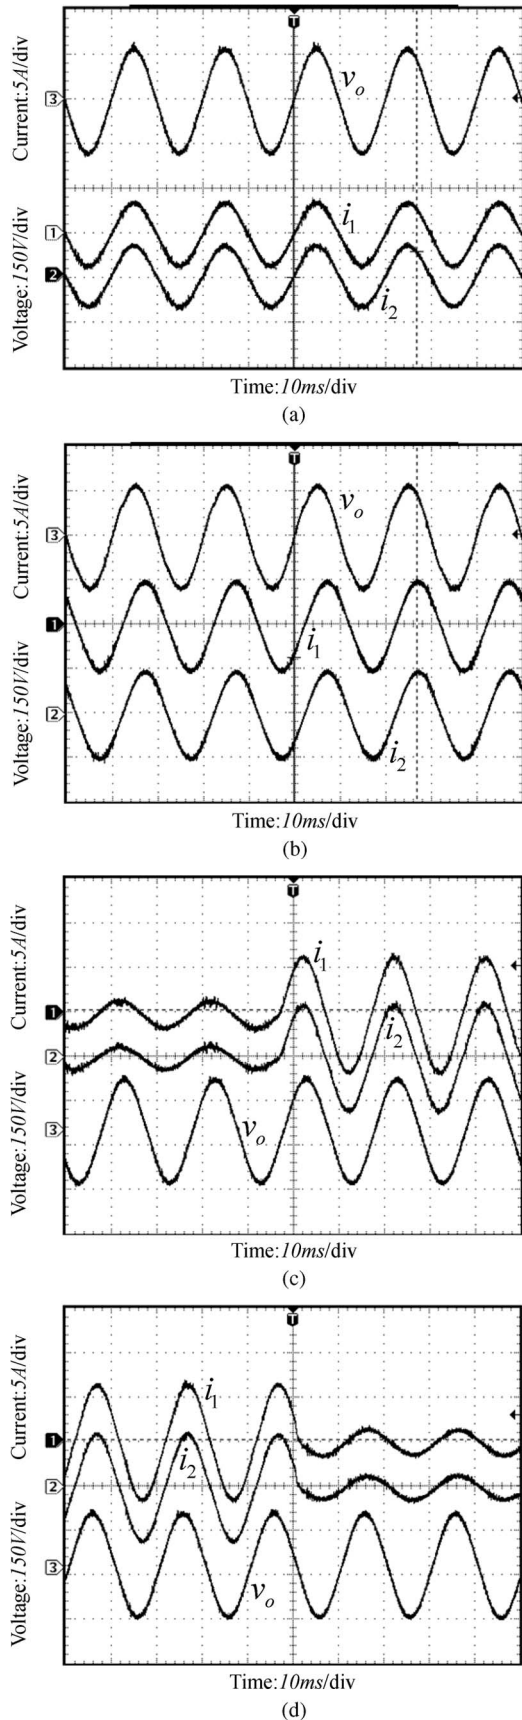 T
Current:5A/div
3
v_o
1
i_1
Voltage:150V/div
2
i_2
Time:10ms/div
(a)
T
Current:5A/div
3
v_o
1
i_1
Voltage:150V/div
2
i_2
Time:10ms/div
(b)
T
Current:5A/div
i_1
1
2
i_2
Voltage:150V/div
3
v_o
Time:10ms/div
(c)
T
Current:5A/div
i_1
1
i_2
2
Voltage:150V/div
3
v_o
Time:10ms/div
(d)